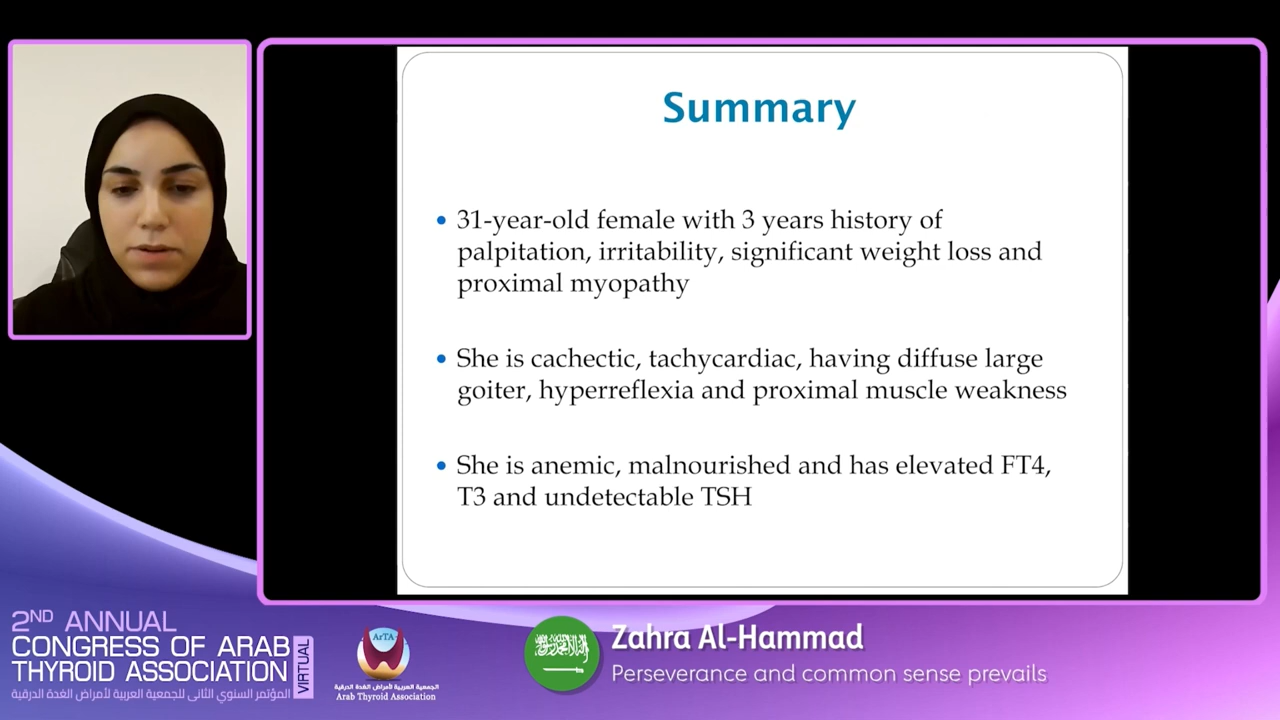 Summary
• 31-year-old female with 3 years history of
palpitation, irritability, significant weight loss and
proximal myopathy
• She is cachectic, tachycardiac, having diffuse large
goiter, hyperreflexia and proximal muscle weakness
• She is anemic, malnourished and has elevated FT4,
T3 and undetectable TSH
2ND ANNUAL
CONGRESS OF ARAB
THYROID ASSOCIATION
VIRTUAL
المؤتمر السنوي الثاني للجمعية العربية لأمراض الغدة الدرقية
ArTA
الجمعية العربية لأمراض الغدة الدرقية
Arab Thyroid Association
Zahra Al-Hammad
Perseverance and common sense prevails